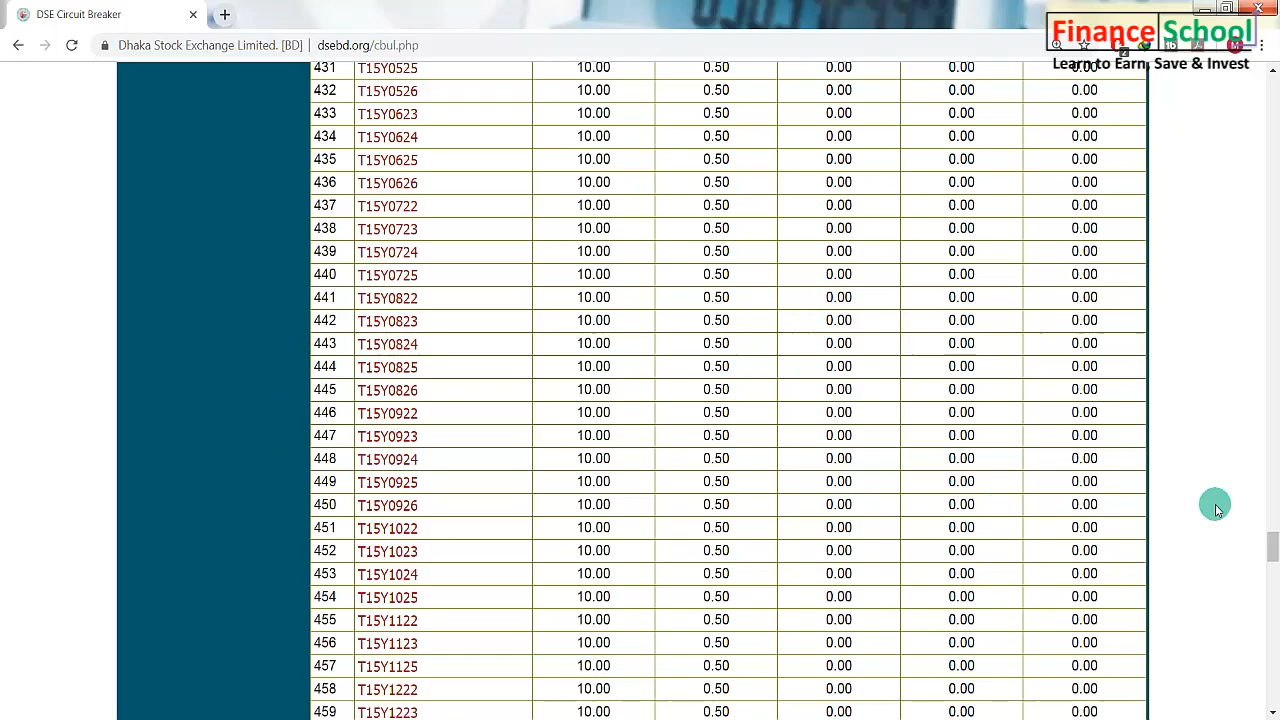 DSE Circuit Breaker
Finance School
Dhaka Stock Exchange Limited. [BD] | dsebd.org/cbul.php
Learn to Earn, Save & Invest
431 T15Y0525 10.00 0.50 0.00 0.00 0.00
432 T15Y0526 10.00 0.50 0.00 0.00 0.00
433 T15Y0623 10.00 0.50 0.00 0.00 0.00
434 T15Y0624 10.00 0.50 0.00 0.00 0.00
435 T15Y0625 10.00 0.50 0.00 0.00 0.00
436 T15Y0626 10.00 0.50 0.00 0.00 0.00
437 T15Y0722 10.00 0.50 0.00 0.00 0.00
438 T15Y0723 10.00 0.50 0.00 0.00 0.00
439 T15Y0724 10.00 0.50 0.00 0.00 0.00
440 T15Y0725 10.00 0.50 0.00 0.00 0.00
441 T15Y0822 10.00 0.50 0.00 0.00 0.00
442 T15Y0823 10.00 0.50 0.00 0.00 0.00
443 T15Y0824 10.00 0.50 0.00 0.00 0.00
444 T15Y0825 10.00 0.50 0.00 0.00 0.00
445 T15Y0826 10.00 0.50 0.00 0.00 0.00
446 T15Y0922 10.00 0.50 0.00 0.00 0.00
447 T15Y0923 10.00 0.50 0.00 0.00 0.00
448 T15Y0924 10.00 0.50 0.00 0.00 0.00
449 T15Y0925 10.00 0.50 0.00 0.00 0.00
450 T15Y0926 10.00 0.50 0.00 0.00 0.00
451 T15Y1022 10.00 0.50 0.00 0.00 0.00
452 T15Y1023 10.00 0.50 0.00 0.00 0.00
453 T15Y1024 10.00 0.50 0.00 0.00 0.00
454 T15Y1025 10.00 0.50 0.00 0.00 0.00
455 T15Y1122 10.00 0.50 0.00 0.00 0.00
456 T15Y1123 10.00 0.50 0.00 0.00 0.00
457 T15Y1125 10.00 0.50 0.00 0.00 0.00
458 T15Y1222 10.00 0.50 0.00 0.00 0.00
459 T15Y1223 10.00 0.50 0.00 0.00 0.00